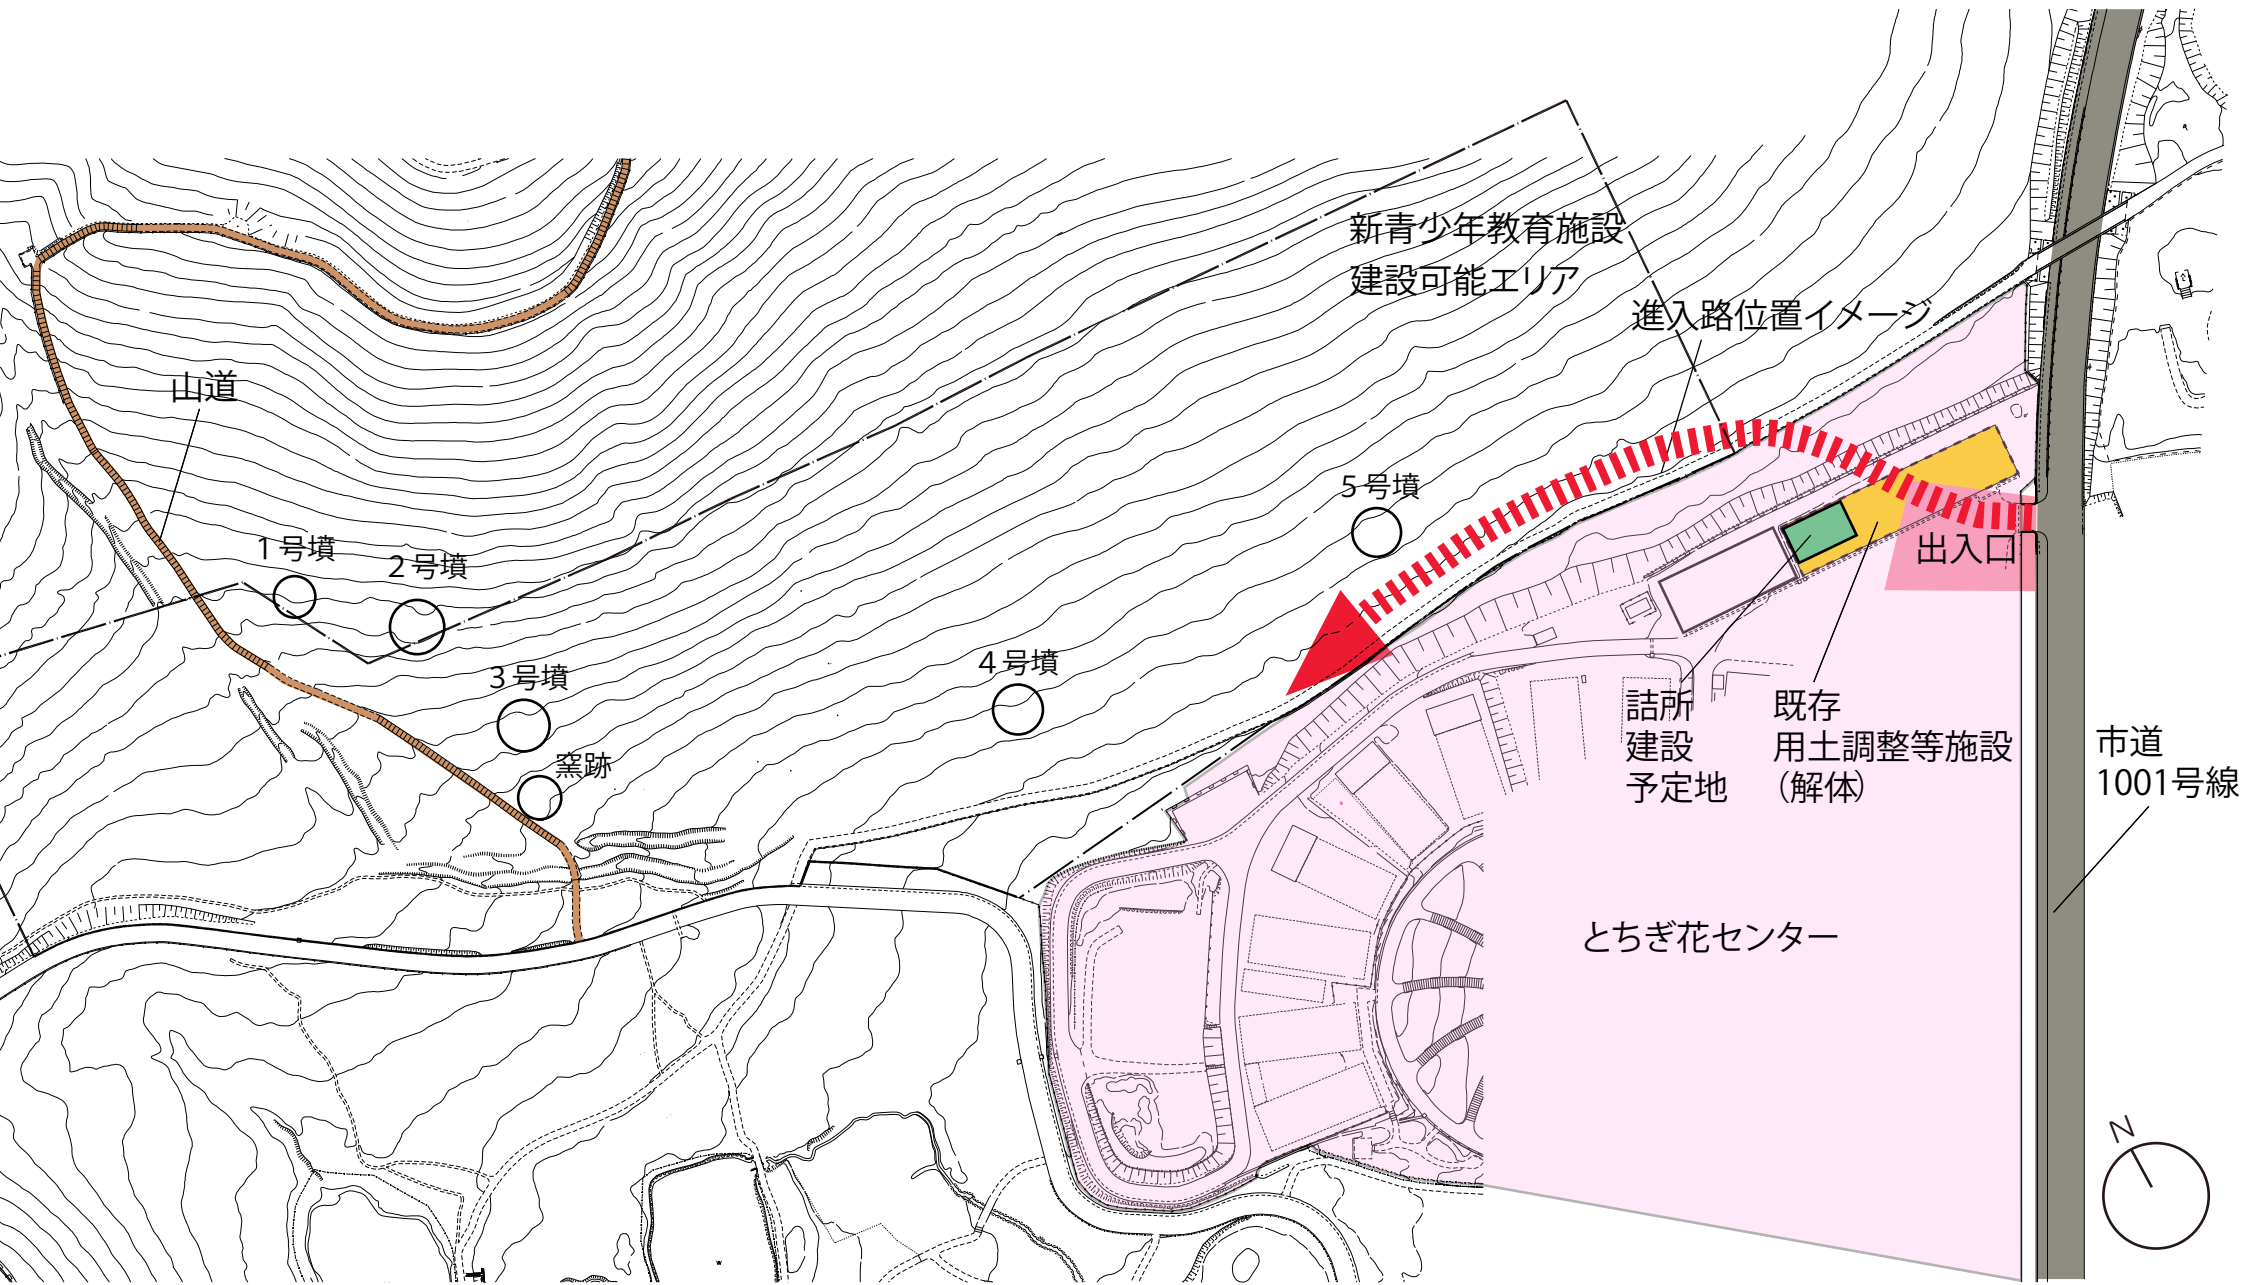 新青少年教育施設
建設可能エリア
進入路位置イメージ
山道
5号墳
1号墳
2号墳
出入口
4号墳
3号墳
窯跡
詰所
建設
予定地
既存
用土調整等施設
（解体）
市道
1001号線
とちぎ花センター
N